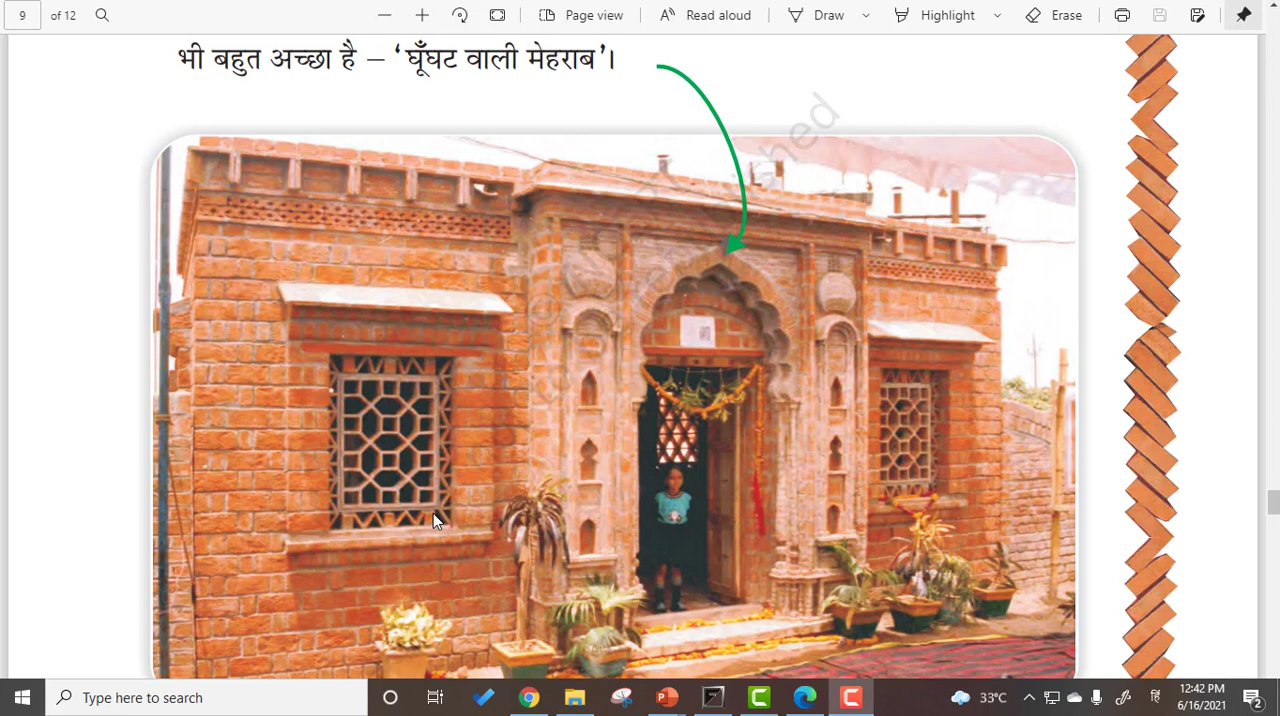 9 of 12
Page view
Read aloud
Draw
Highlight
Erase
भी बहुत अच्छा है – ‘घूँघट वाली मेहराब’।
Type here to search
33°C
हि
12:42 PM
6/16/2021
2